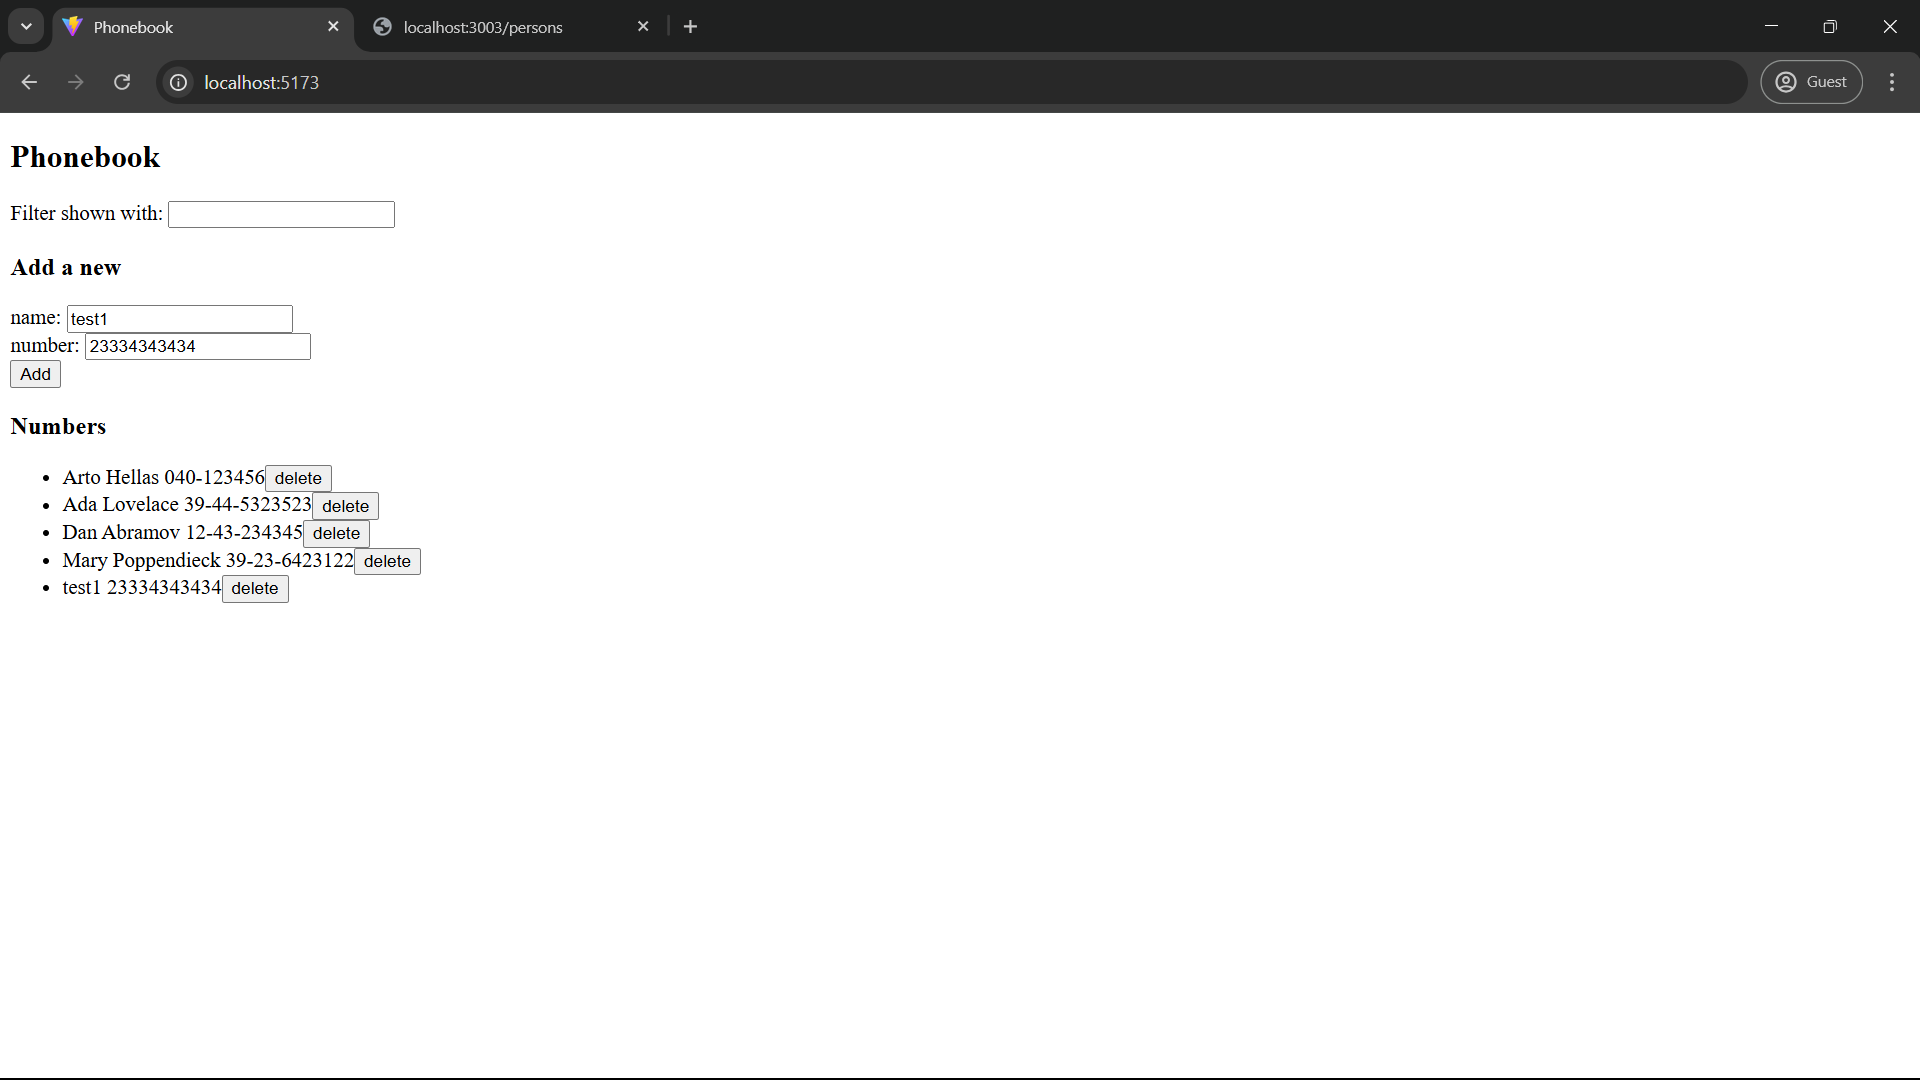 Phonebook
localhost:3003/persons
localhost:5173
Guest
Phonebook
Filter shown with:
Add a new
name: test1
number: 23334343434
Add
Numbers
• Arto Hellas 040-123456 delete
• Ada Lovelace 39-44-5323523 delete
• Dan Abramov 12-43-234345 delete
• Mary Poppendieck 39-23-6423122 delete
• test1 23334343434 delete